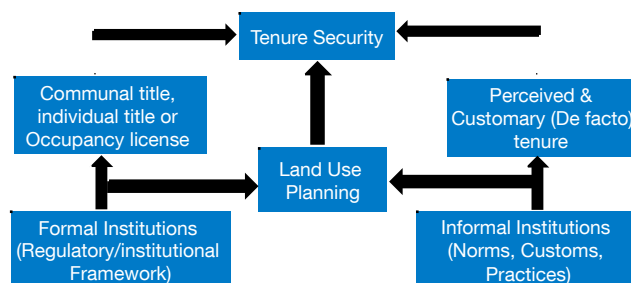 Tenure Security
Communal title,
individual title or
Occupancy license
Perceived &
Customary (De facto)
tenure
Land Use
Planning
Formal Institutions
(Regulatory/institutional
Framework)
Informal Institutions
(Norms, Customs,
Practices)